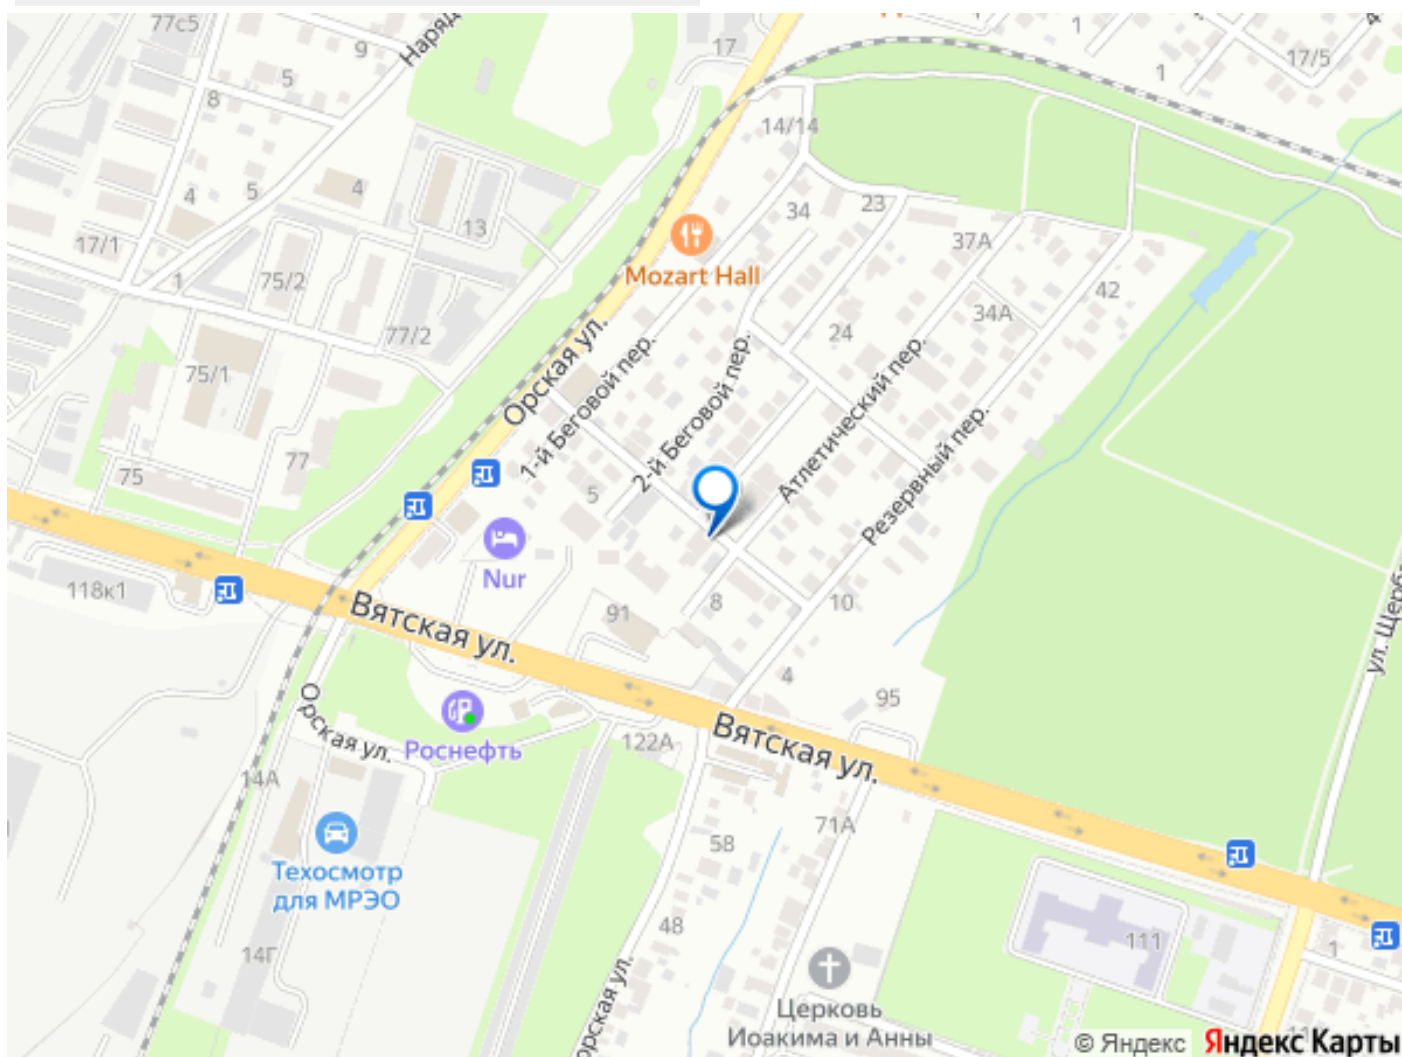 77с5
9
Наряд
17
1
17/5
4
5
8
1
14/14
4
5
4
13
34
23
37А
17/1
1
75/2
Mozart Hall
42
34А
24
77/2
75/1
Орская ул.
1-й Беговой пер.
2-й Беговой пер.
Атлетический пер.
Резервный пер.
75
77
5
Nur
118к1
91
8
10
Вятская ул.
ул. Щерба
4
95
Роснефть
Орская ул.
122А
Вятская ул.
14А
58
71А
Техосмотр
для МРЭО
48
111
1
14Г
орская ул.
Церковь
Иоакима и Анны
© Яндекс
Яндекс Карты